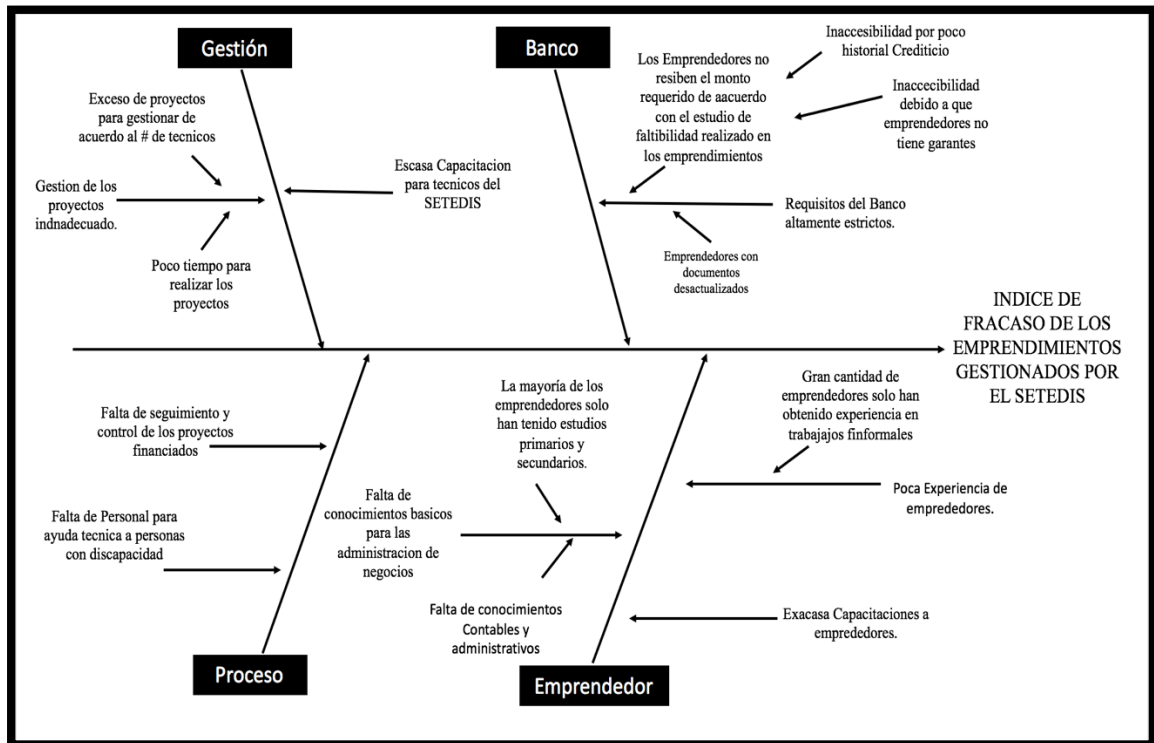 Gestión
Exceso de proyectos
para gestionar de
acuerdo al # de tecnicos
Gestion de los
proyectos
indnadecuado.
Poco tiempo para
realizar los
proyectos
Escasa Capacitacion
para tecnicos del
SETEDIS
Banco
Los Emprendedores no
resiben el monto
requerido de aacuerdo
con el estudio de
faltibilidad realizado en
los emprendimientos
Inaccesibilidad por poco
historial Crediticio
Inaccecibilidad
debido a que
emprendedores no
tiene garantes
Requisitos del Banco
altamente estrictos.
Emprendedores con
documentos
desactualizados
INDICE DE
FRACASO DE LOS
EMPRENDIMIENTOS
GESTIONADOS POR
EL SETEDIS
Falta de seguimiento y
control de los proyectos
financiados
Falta de Personal para
ayuda tecnica a personas
con discapacidad
Proceso
La mayoría de los
emprendedores solo
han tenido estudios
primarios y
secundarios.
Falta de
conocimientos basicos
para las
administracion de
negocios
Falta de conocimientos
Contables y
administrativos
Gran cantidad de
emprendedores solo han
obtenido experiencia en
trabajajos finformales
Poca Experiencia de
emprededores.
Exacasa Capacitaciones a
emprededores.
Emprendedor